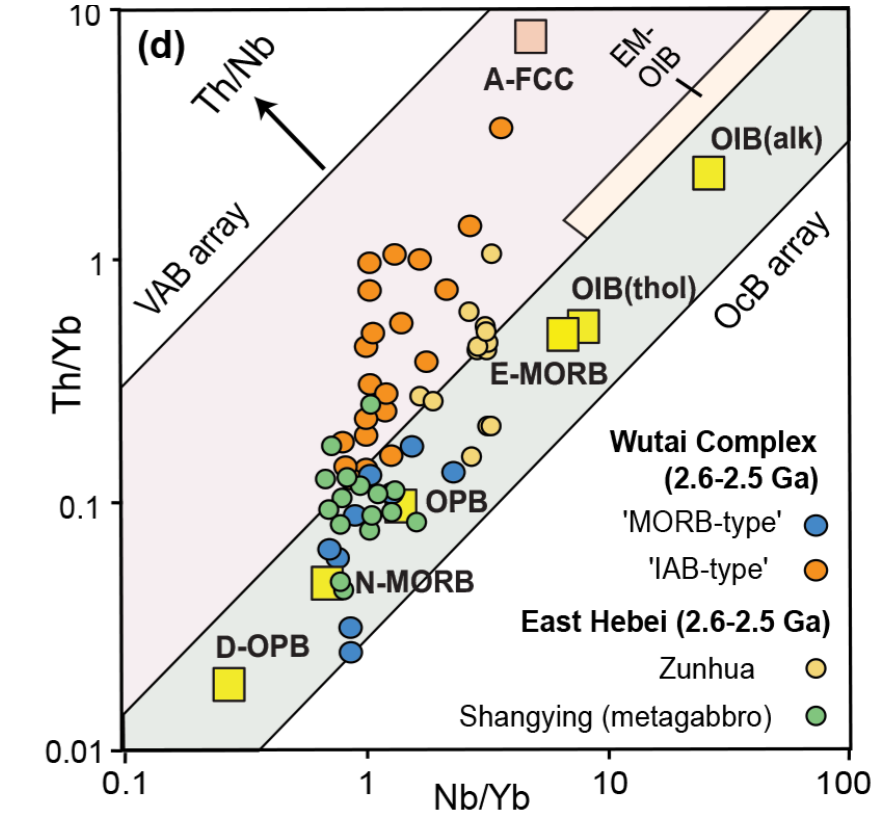 (d)
10
1
0.1
0.01
Th/Yb
Th/Nb
VAB array
A-FCC
EM-
OIB
OIB(alk)
OcB array
OIB(thol)
E-MORB
OPB
N-MORB
D-OPB
Wutai Complex
(2.6-2.5 Ga)
'MORB-type'
'IAB-type'
East Hebei (2.6-2.5 Ga)
Zunhua
Shangying (metagabbro)
0.1
1
10
100
Nb/Yb